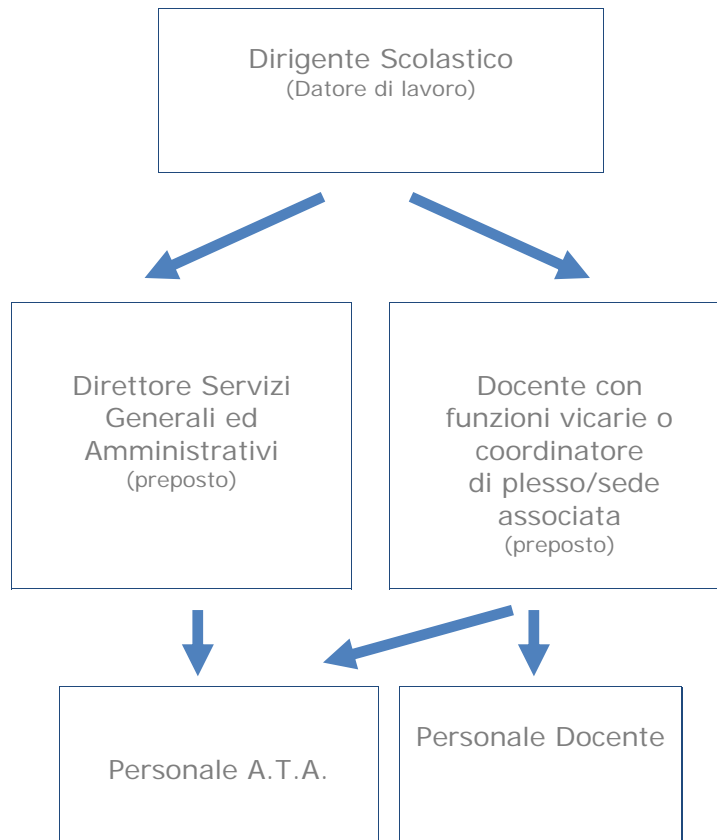 Dirigente Scolastico
(Datore di lavoro)
Direttore Servizi
Generali ed
Amministrativi
(preposto)
Docente con
funzioni vicarie o
coordinatore
di plesso/sede
associata
(preposto)
Personale A.T.A.
Personale Docente